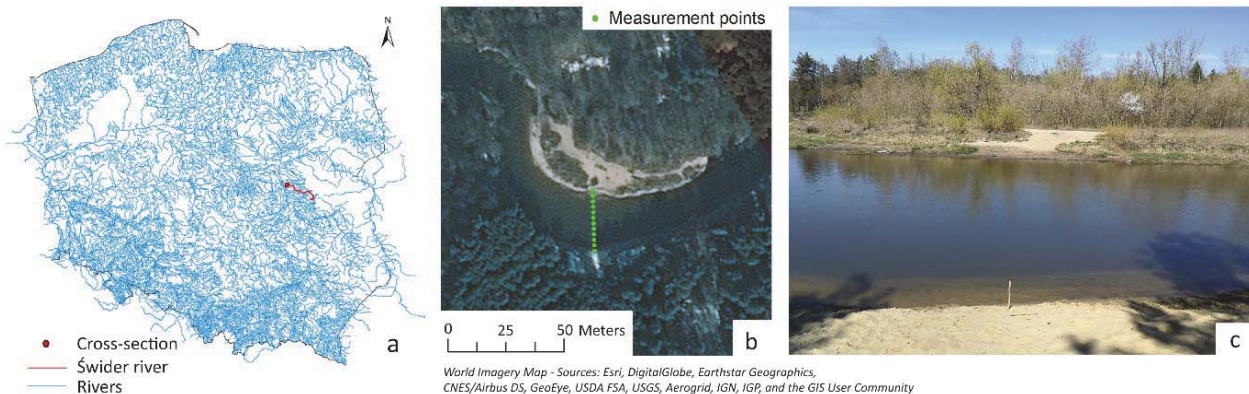 N
Cross-section
Świder river
Rivers
a
Measurement points
0 25 50 Meters
b
World Imagery Map - Sources: Esri, DigitalGlobe, Earthstar Geographics,
CNES/Airbus DS, GeoEye, USDA FSA, USGS, Aerogrid, IGN, IGP, and the GIS User Community
c